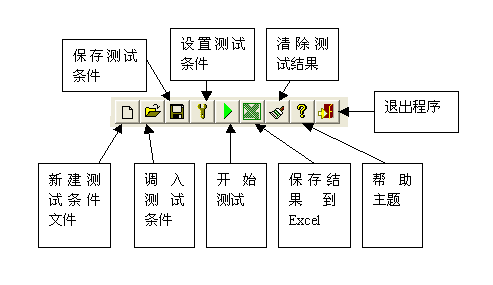 保存测试
条件
设置测试
条件
清除测
试结果
退出程序
新建测
试条件
文件
调入
测试
条件
开始
测试
保存结
果到
Excel
帮助
主题